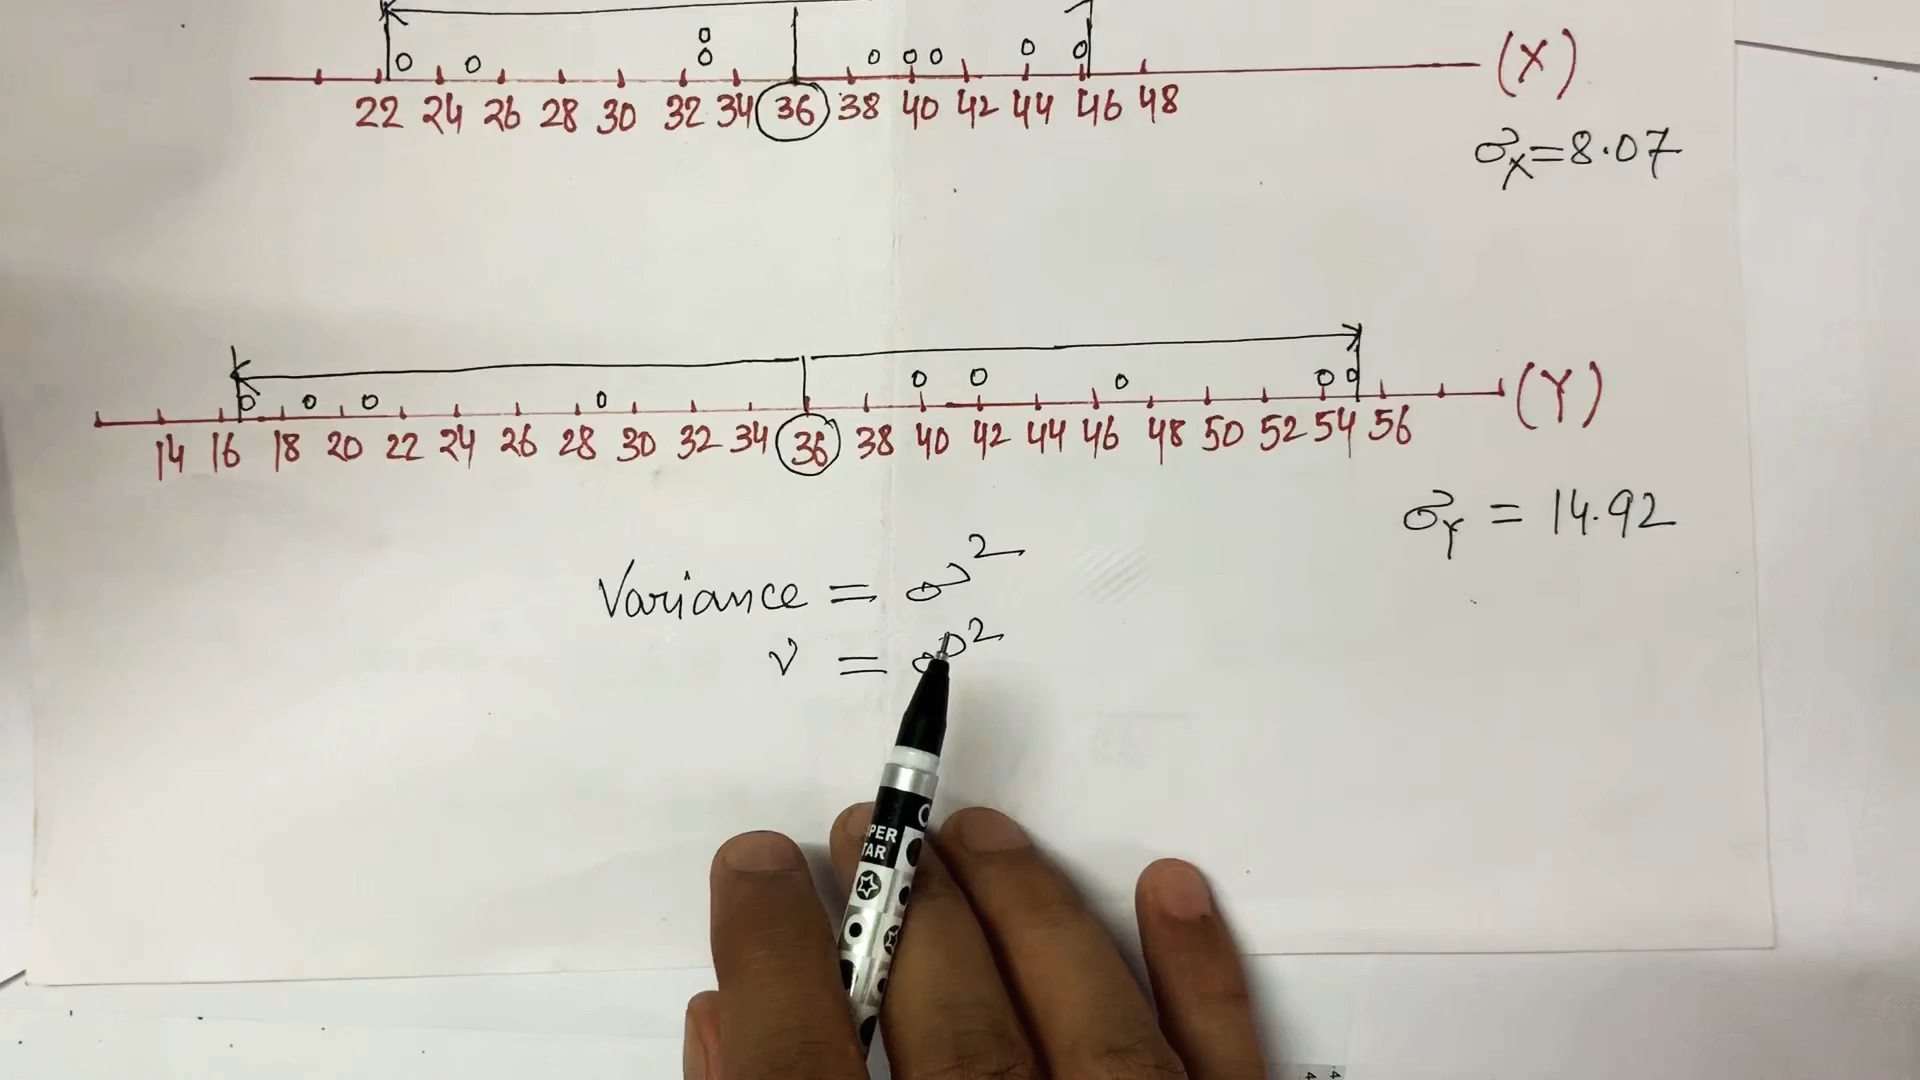 22 24 26 28 30 32 34 36 38 40 42 44 46 48
(X)
σx=8.07
14 16 18 20 22 24 26 28 30 32 34 36 38 40 42 44 46 48 50 52 54 56
(Y)
σY = 14.92
Variance = σ²
V = σ²
PER
TAR